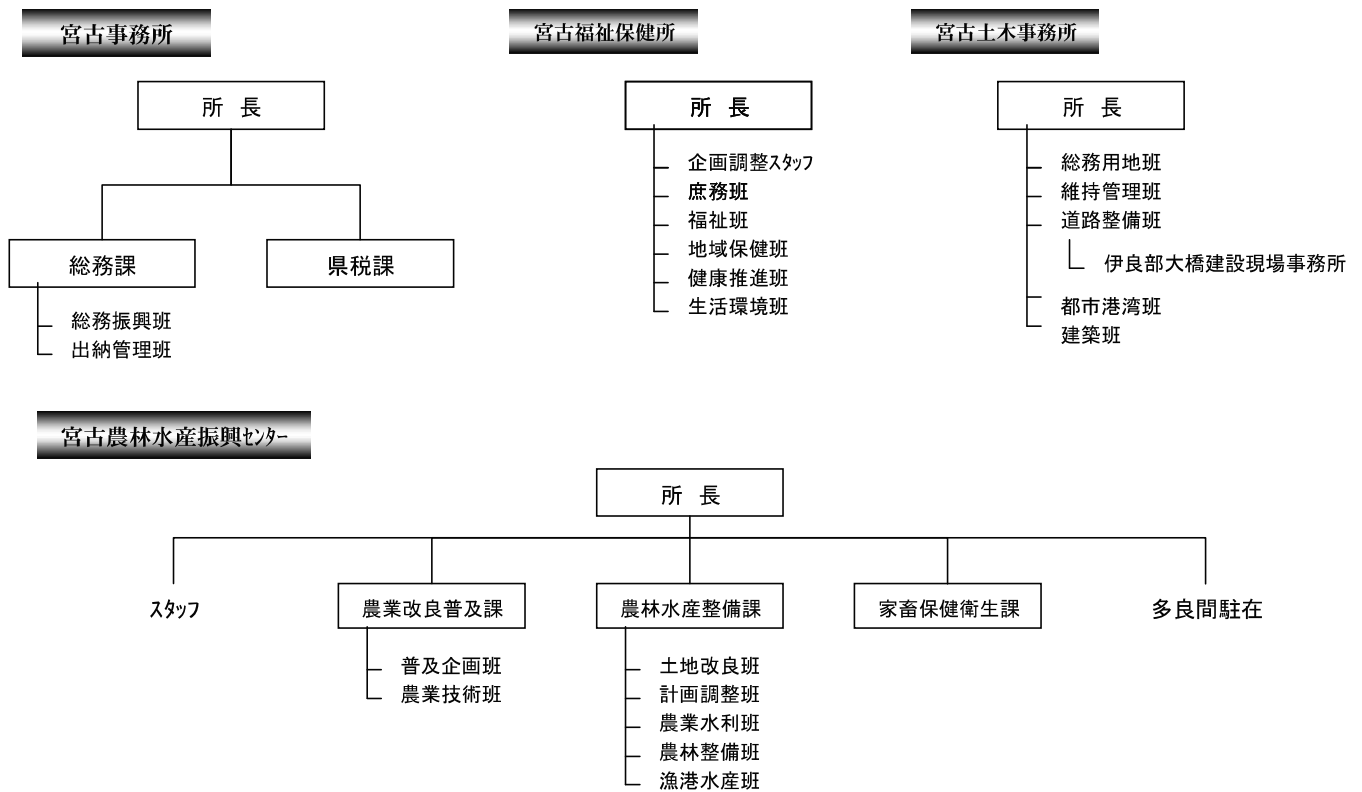 宮古事務所
所 長
総務課
総務振興班
出納管理班
県税課
宮古福祉保健所
所 長
企画調整スタッフ
庶務班
福祉班
地域保健班
健康推進班
生活環境班
宮古土木事務所
所 長
総務用地班
維持管理班
道路整備班
伊良部大橋建設現場事務所
都市港湾班
建築班
宮古農林水産振興センター
所 長
スタッフ
農業改良普及課
普及企画班
農業技術班
農林水産整備課
土地改良班
計画調整班
農業水利班
農林整備班
漁港水産班
家畜保健衛生課
多良間駐在